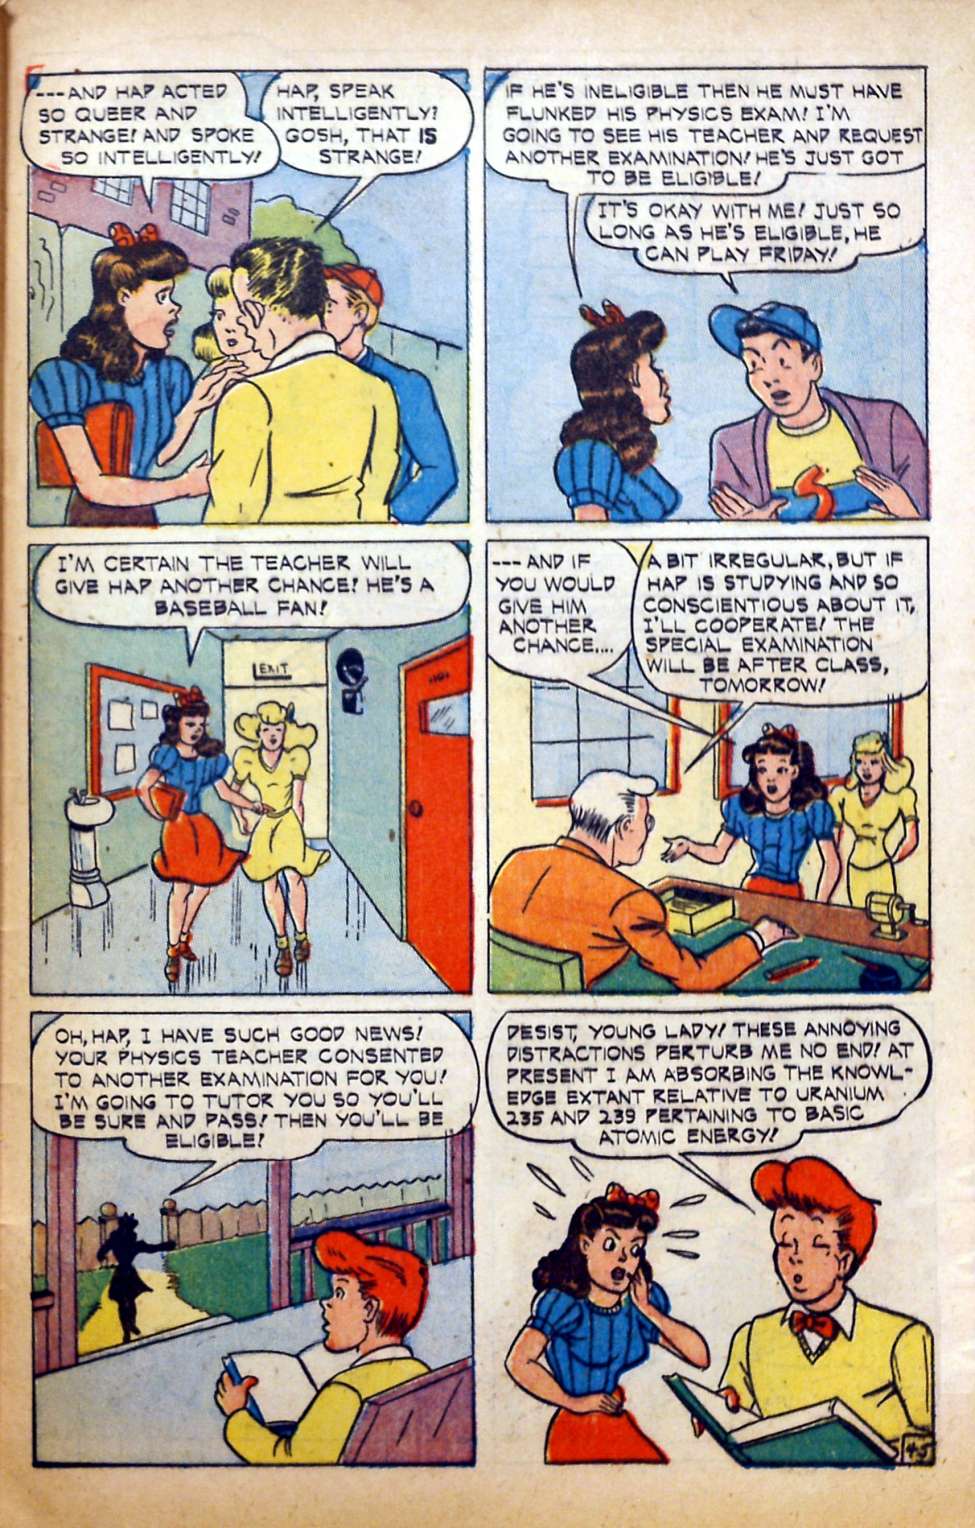 ---AND HAP ACTED
SO QUEER AND
STRANGE! AND SPOKE
SO INTELLIGENTLY!
HAP, SPEAK
INTELLIGENTLY?
GOSH, THAT IS
STRANGE!
IF HE'S INELIGIBLE THEN HE MUST HAVE
FLUNKED HIS PHYSICS EXAM! I'M
GOING TO SEE HIS TEACHER AND REQUEST
ANOTHER EXAMINATION! HE'S JUST GOT
TO BE ELIGIBLE!
IT'S OKAY WITH ME! JUST SO
LONG AS HE'S ELIGIBLE, HE
CAN PLAY FRIDAY!
S
I'M CERTAIN THE TEACHER WILL
GIVE HAP ANOTHER CHANCE! HE'S A
BASEBALL FAN!
EXIT
---AND IF
YOU WOULD
GIVE HIM
ANOTHER
CHANCE....
A BIT IRREGULAR, BUT IF
HAP IS STUDYING AND SO
CONSCIENTIOUS ABOUT IT,
I'LL COOPERATE! THE
SPECIAL EXAMINATION
WILL BE AFTER CLASS,
TOMORROW!
OH, HAP, I HAVE SUCH GOOD NEWS!
YOUR PHYSICS TEACHER CONSENTED
TO ANOTHER EXAMINATION FOR YOU!
I'M GOING TO TUTOR YOU SO YOU'LL
BE SURE AND PASS! THEN YOU'LL BE
ELIGIBLE!
DESIST, YOUNG LADY! THESE ANNOYING
DISTRACTIONS PERTURB ME NO END! AT
PRESENT I AM ABSORBING THE KNOWL-
EDGE EXTANT RELATIVE TO URANIUM
235 AND 239 PERTAINING TO BASIC
ATOMIC ENERGY!
45